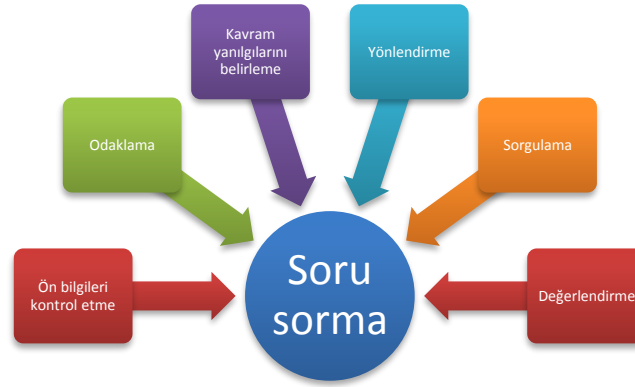 Kavram
yanılgılarını
belirleme
Yönlendirme
Odaklama
Sorgulama
Ön bilgileri
kontrol etme
Soru
sorma
Değerlendirme